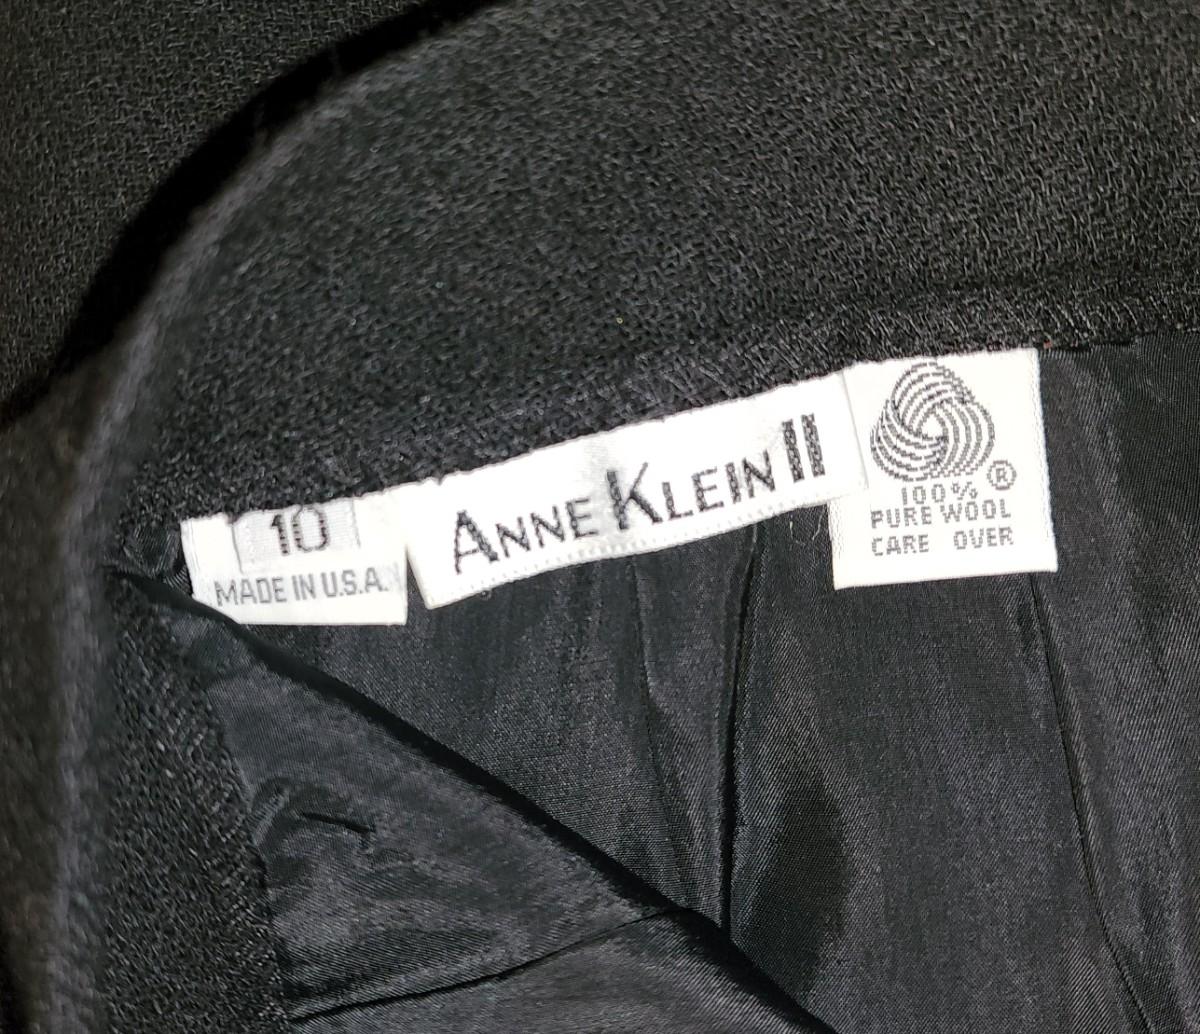 10
MADE IN U.S.A.
ANNE KLEIN II
®
100%
PURE WOOL
CARE OVER